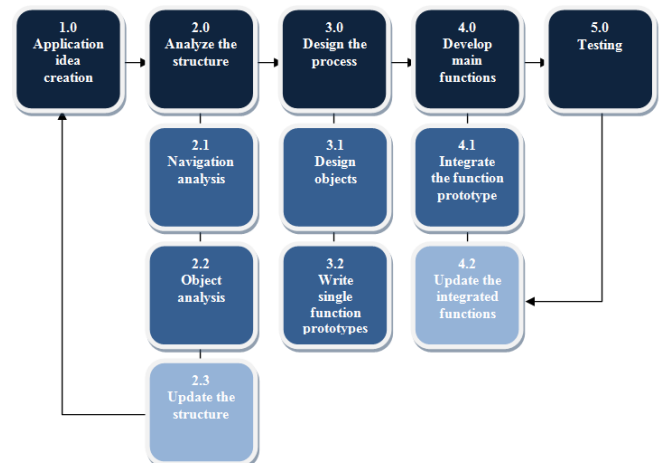 1.0
Application
idea
creation
2.0
Analyze the
structure
3.0
Design the
process
4.0
Develop
main
functions
5.0
Testing
2.1
Navigation
analysis
3.1
Design
objects
4.1
Integrate
the function
prototype
2.2
Object
analysis
3.2
Write
single
function
prototypes
4.2
Update the
integrated
functions
2.3
Update the
structure